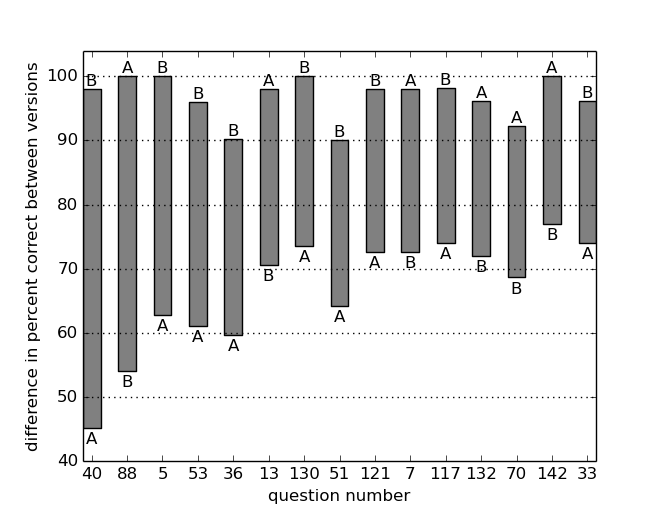 difference in percent correct between versions
100
90
80
70
60
50
40
B A B B B A B B B A B A A A B
A B A A A B A A A B A B B B A
40 88 5 53 36 13 130 51 121 7 117 132 70 142 33
question number